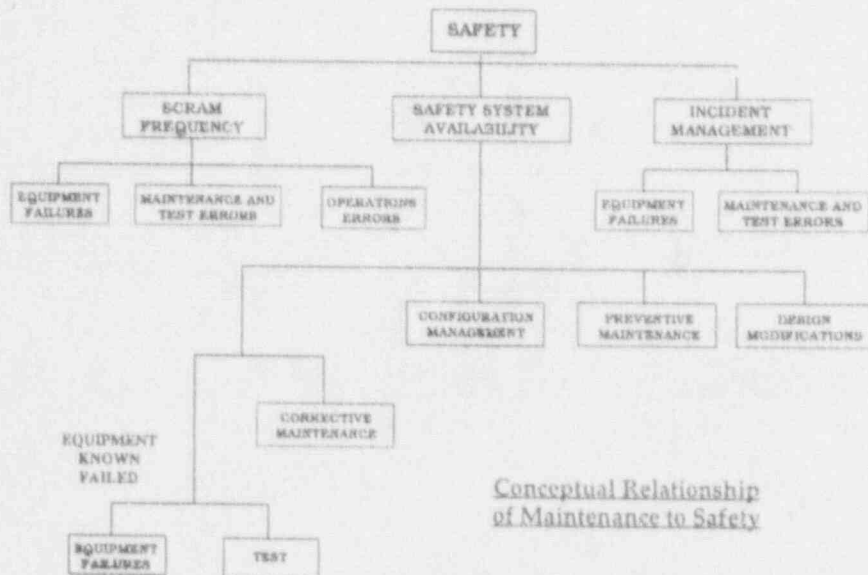 SAFETY
SCRAM
FREQUENCY
SAFETY SYSTEM
AVAILABILITY
INCIDENT
MANAGEMENT
EQUIPMENT
FAILURES
MAINTENANCE AND
TEST ERRORS
OPERATIONS
ERRORS
EQUIPMENT
FAILURES
MAINTENANCE AND
TEST ERRORS
CONFIGURATION
MANAGEMENT
PREVENTIVE
MAINTENANCE
DESIGN
MODIFICATIONS
CORRECTIVE
MAINTENANCE
EQUIPMENT
KNOWN
FAILED
EQUIPMENT
FAILURES
TEST
Conceptual Relationship
of Maintenance to Safety